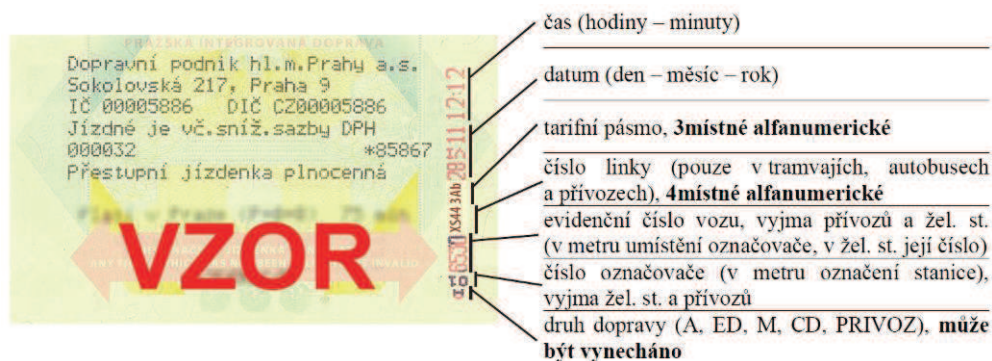 PRAŽSKÁ INTEGROVANÁ DOPRAVA
Dopravní podnik hl.m.Prahy a.s.
Sokolovská 217, Praha 9
IČ 00005886 DIČ CZ00005886
Jízdné je vč.sníž.sazby DPH
000032 *85867
Přestupní jízdenka plnocenná
VZOR
12:12
XS44 3Ab
čas (hodiny – minuty)
datum (den – měsíc – rok)
tarifní pásmo, 3místné alfanumerické
číslo linky (pouze v tramvajích, autobusech
a přívozech), 4místné alfanumerické
evidenční číslo vozu, vyjma přívozů a žel. st.
(v metru umístění označovače, v žel. st. její číslo)
číslo označovače (v metru označení stanice),
vyjma žel. st. a přívozů
druh dopravy (A, ED, M, CD, PRIVOZ), může
být vynecháno